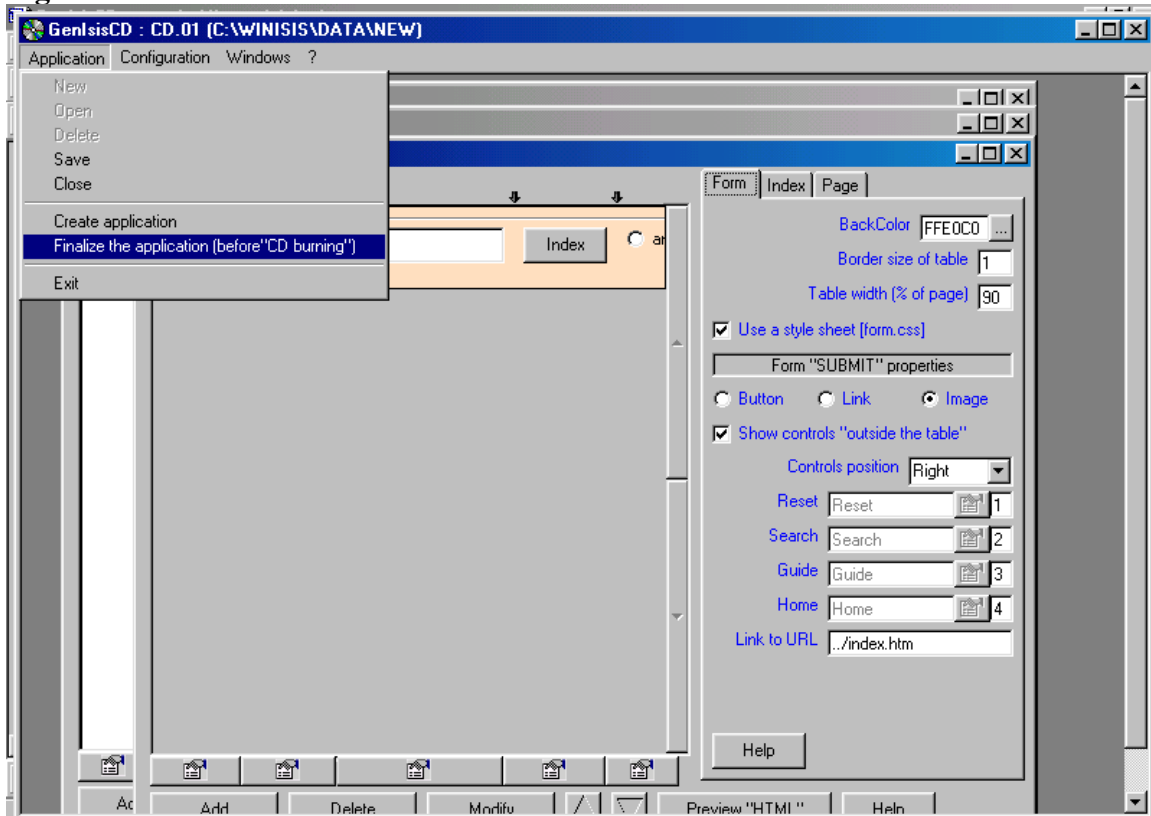 GenIsisCD : CD.01 (C:\WINISIS\DATA\NEW)
Application Configuration Windows ?
New
Open
Delete
Save
Close
Create application
Finalize the application (before"CD burning")
Exit
Index
Form Index Page
BackColor FFE0C0 ...
Border size of table 1
Table width (% of page) 90
Use a style sheet [form.css]
Form "SUBMIT" properties
Button Link Image
Show controls "outside the table"
Controls position Right
Reset Reset 1
Search Search 2
Guide Guide 3
Home Home 4
Link to URL ../index.htm
Help
Add Delete Modify Preview "HTML" Help